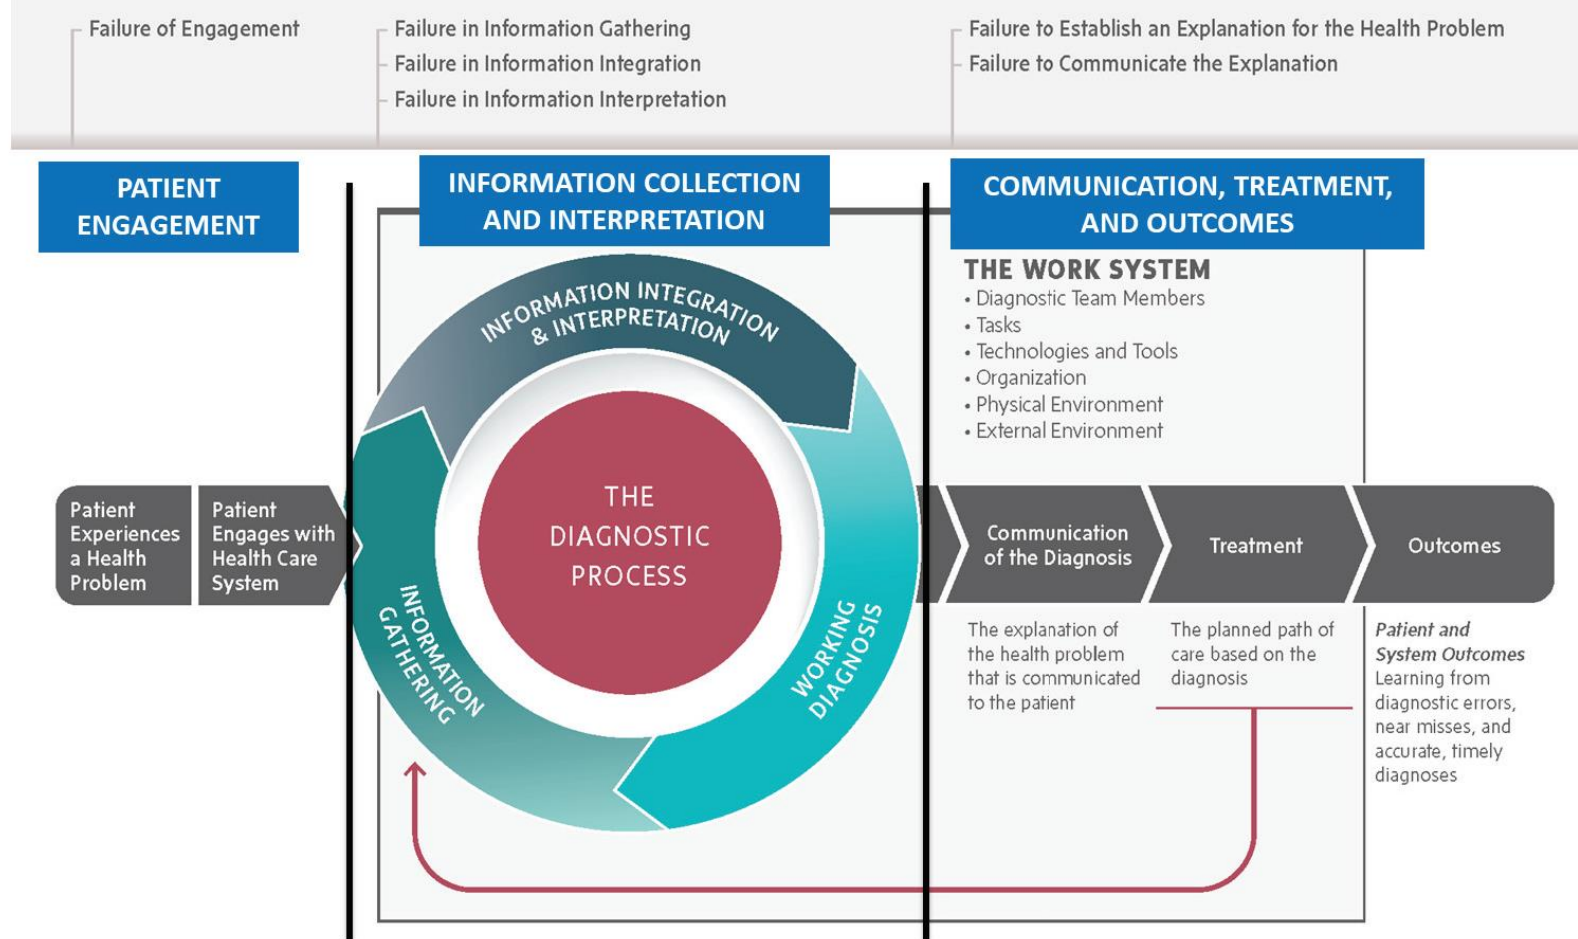 Failure of Engagement
Failure in Information Gathering
Failure in Information Integration
Failure in Information Interpretation
Failure to Establish an Explanation for the Health Problem
Failure to Communicate the Explanation
PATIENT
ENGAGEMENT
INFORMATION COLLECTION
AND INTERPRETATION
COMMUNICATION, TREATMENT,
AND OUTCOMES
THE WORK SYSTEM
• Diagnostic Team Members
• Tasks
• Technologies and Tools
• Organization
• Physical Environment
• External Environment
INFORMATION INTEGRATION
& INTERPRETATION
THE
DIAGNOSTIC
PROCESS
INFORMATION
GATHERING
WORKING
DIAGNOSIS
Patient
Experiences
a Health
Problem
Patient
Engages with
Health Care
System
Communication
of the Diagnosis
Treatment
Outcomes
The explanation of
the health problem
that is communicated
to the patient
The planned path of
care based on the
diagnosis
Patient and
System Outcomes
Learning from
diagnostic errors,
near misses, and
accurate, timely
diagnoses